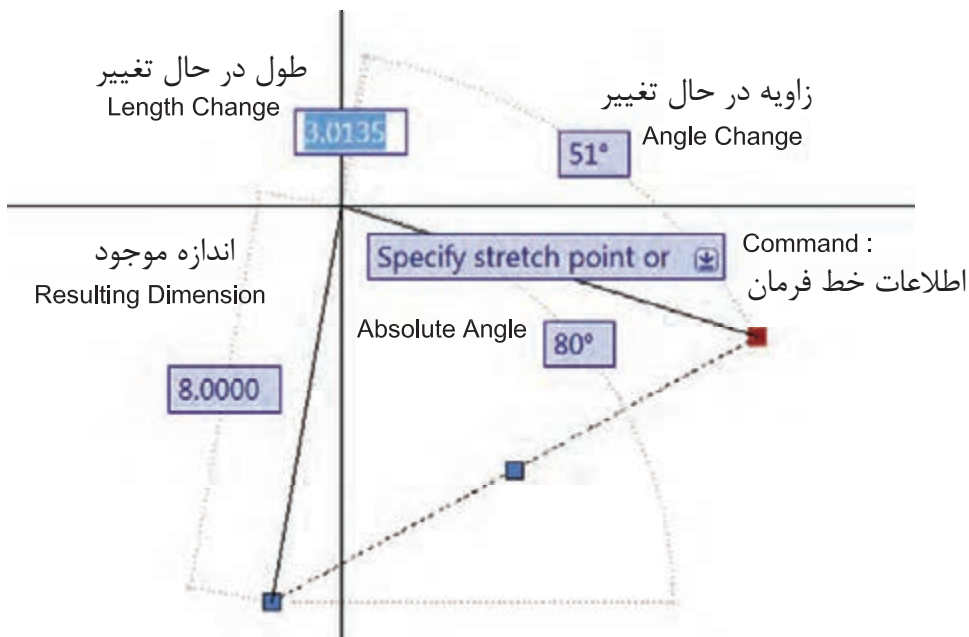 طول در حال تغییر
Length Change
3.0135
زاویه در حال تغییر
Angle Change
51°
اندازه موجود
Resulting Dimension
Specify stretch point or
Command :
اطلاعات خط فرمان
Absolute Angle
80°
8.0000